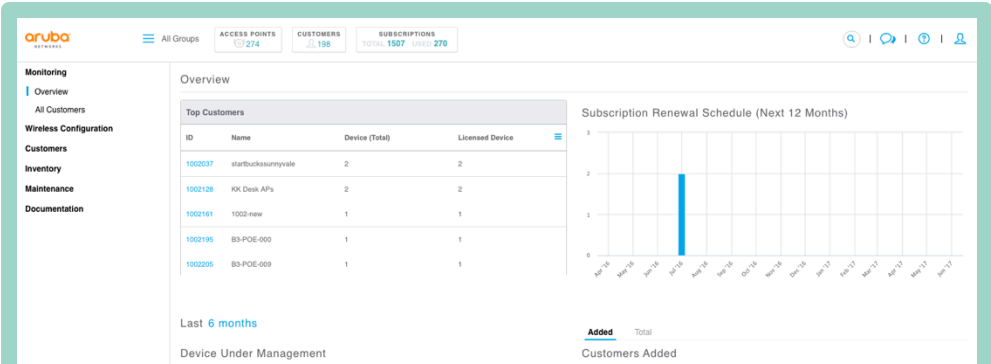 aruba
NETWORKS
All Groups
ACCESS POINTS
274
CUSTOMERS
198
SUBSCRIPTIONS
TOTAL 1507 USED 270
Monitoring
Overview
All Customers
Wireless Configuration
Customers
Inventory
Maintenance
Documentation
Overview
Top Customers
ID Name Device (Total) Licensed Device
1002037 startbuckssunnyvale 2 2
1002128 KK Desk APs 2 2
1002161 1002-new 1 1
1002195 B3-POE-000 1 1
1002205 B3-POE-009 1 1
Subscription Renewal Schedule (Next 12 Months)
3
2
1
0
Apr '16 May '16 Jun '16 Jul '16 Aug '16 Sep '16 Oct '16 Nov '16 Dec '16 Jan '17 Feb '17 Mar '17 Apr '17 May '17 Jun '17
Last 6 months
Device Under Management
Added Total
Customers Added